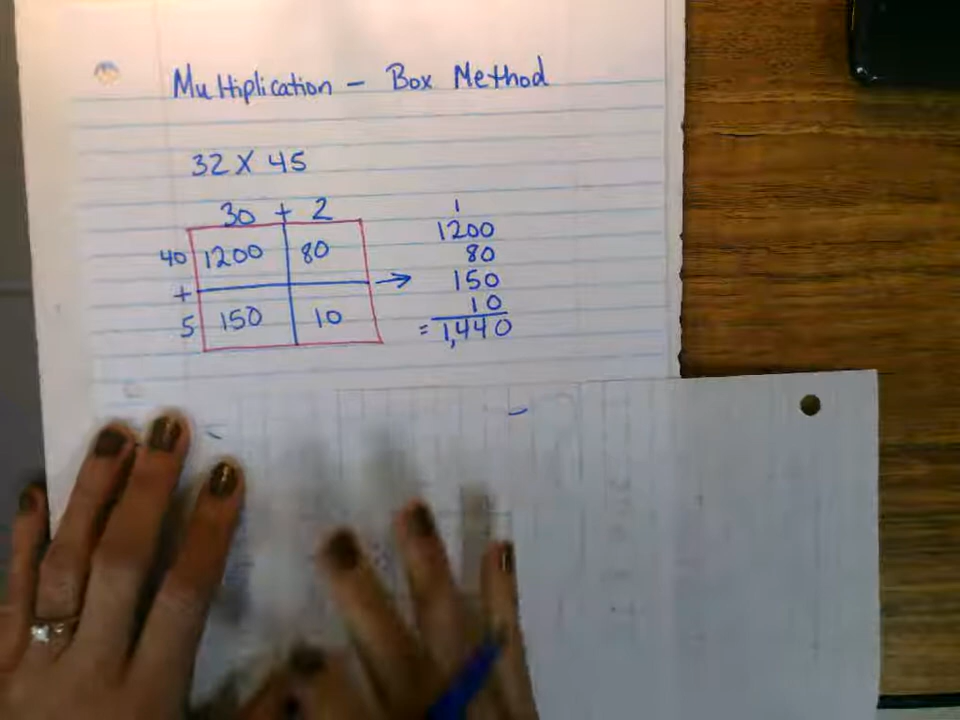 Multiplication - Box Method
32 X 45
30 + 2
1
40 1200 80
+
5 150 10
→
1200
80
150
10
= 1,440